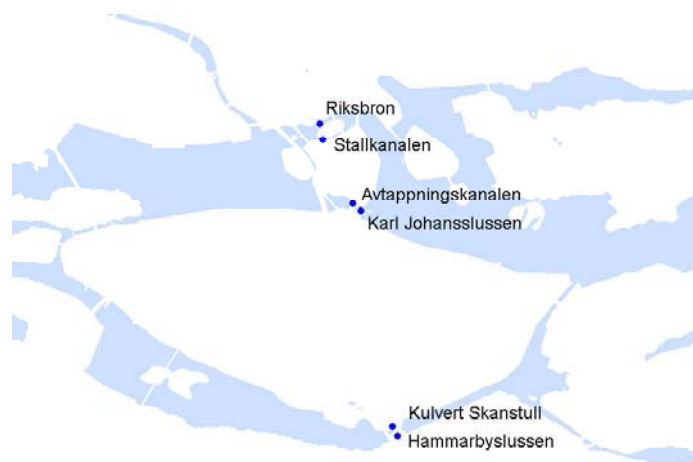 Riksbron
Stallkanalen
Avtappningskanalen
Karl Johansslussen
Kulvert Skanstull
Hammarbyslussen